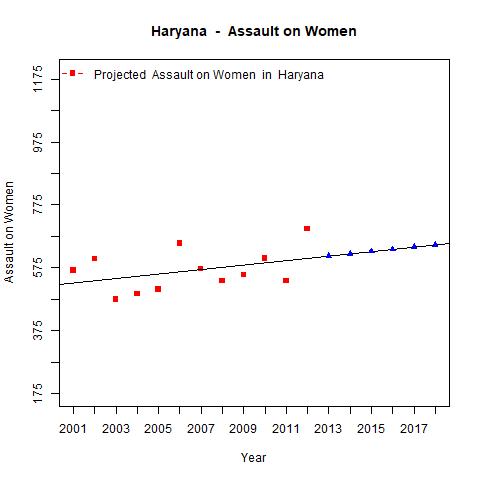 Haryana - Assault on Women
Projected Assault on Women in Haryana
1175
975
775
575
375
175
Assault on Women
2001 2003 2005 2007 2009 2011 2013 2015 2017
Year